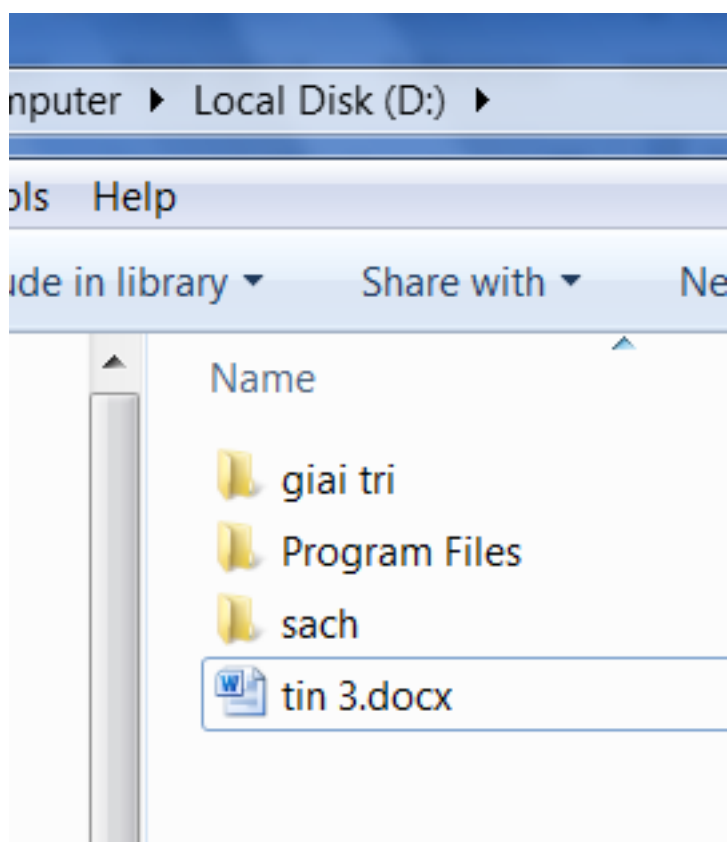 mputer ▸ Local Disk (D:) ▸
ols Help
ude in library Share with Ne
Name
giai tri
Program Files
sach
tin 3.docx